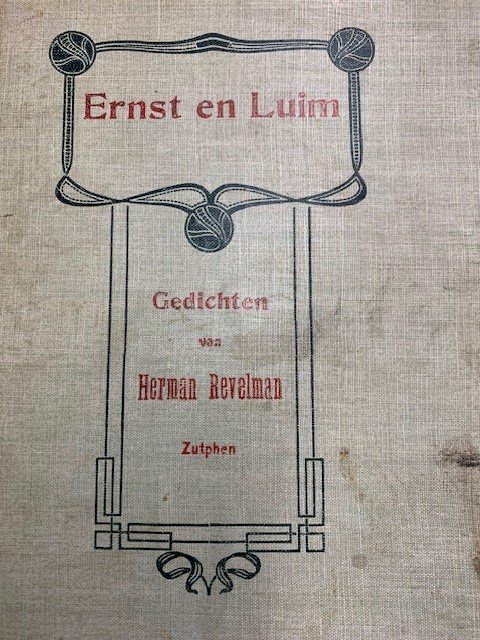 Ernst en Luim
Gedichten
van
Herman Revelman
Zutphen